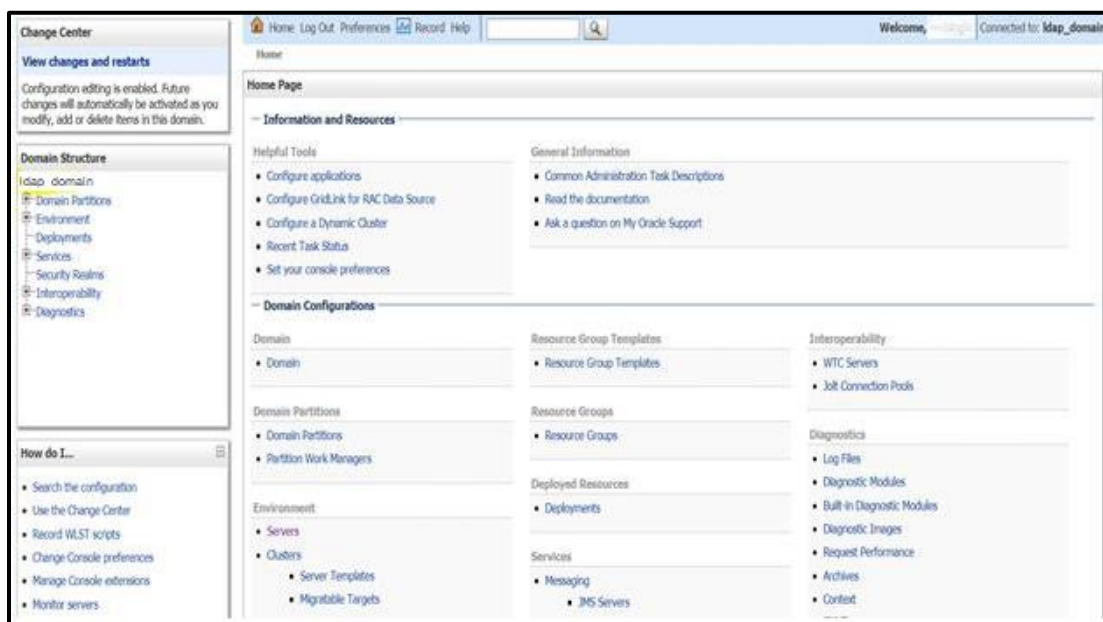 Change Center
View changes and restarts
Configuration editing is enabled. Future
changes will automatically be activated as you
modify, add or delete items in this domain.
Domain Structure
ldap_domain
Domain Partitions
Environment
Deployments
Services
Security Realms
Interoperability
Diagnostics
How do I...
Search the configuration
Use the Change Center
Record WLST scripts
Change Console preferences
Manage Console extensions
Monitor servers
Home Log Out Preferences Record Help
Welcome, Connected to: ldap_domain
Home
Home Page
Information and Resources
Helpful Tools
Configure applications
Configure GridLink for RAC Data Source
Configure a Dynamic Cluster
Recent Task Status
Set your console preferences
General Information
Common Administration Task Descriptions
Read the documentation
Ask a question on My Oracle Support
Domain Configurations
Domain
Domain
Domain Partitions
Domain Partitions
Partition Work Managers
Environment
Servers
Clusters
Server Templates
Migratable Targets
Resource Group Templates
Resource Group Templates
Resource Groups
Resource Groups
Deployed Resources
Deployments
Services
Messaging
JMS Servers
Interoperability
WTC Servers
Jolt Connection Pools
Diagnostics
Log Files
Diagnostic Modules
Built-in Diagnostic Modules
Diagnostic Images
Request Performance
Archives
Context